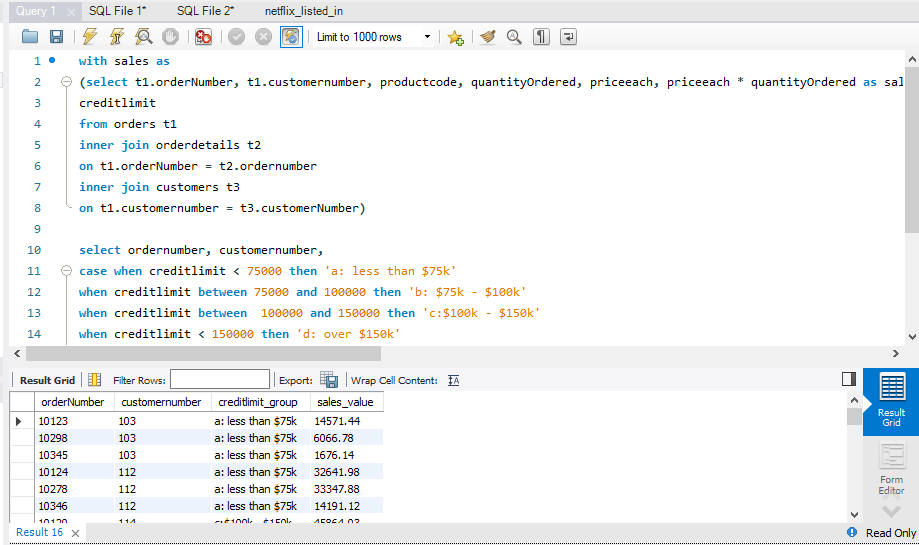 Query 1 × SQL File 1* SQL File 2* netflix_listed_in
Limit to 1000 rows
1 with sales as
2 (select t1.orderNumber, t1.customernumber, productcode, quantityOrdered, priceeach, priceeach * quantityOrdered as sal
3 creditlimit
4 from orders t1
5 inner join orderdetails t2
6 on t1.orderNumber = t2.ordernumber
7 inner join customers t3
8 on t1.customernumber = t3.customerNumber)
9
10 select ordernumber, customernumber,
11 case when creditlimit < 75000 then 'a: less than $75k'
12 when creditlimit between 75000 and 100000 then 'b: $75k - $100k'
13 when creditlimit between  100000 and 150000 then 'c:$100k - $150k'
14 when creditlimit < 150000 then 'd: over $150k'
Result Grid Filter Rows: Export: Wrap Cell Content: IA
orderNumber customernumber creditlimit_group sales_value
10123 103 a: less than $75k 14571.44
10298 103 a: less than $75k 6066.78
10345 103 a: less than $75k 1676.14
10124 112 a: less than $75k 32641.98
10278 112 a: less than $75k 33347.88
10346 112 a: less than $75k 14191.12
10120 114 c:$100k - $150k 45864.03
Result
Grid
Form
Editor
Result 16 × Read Only